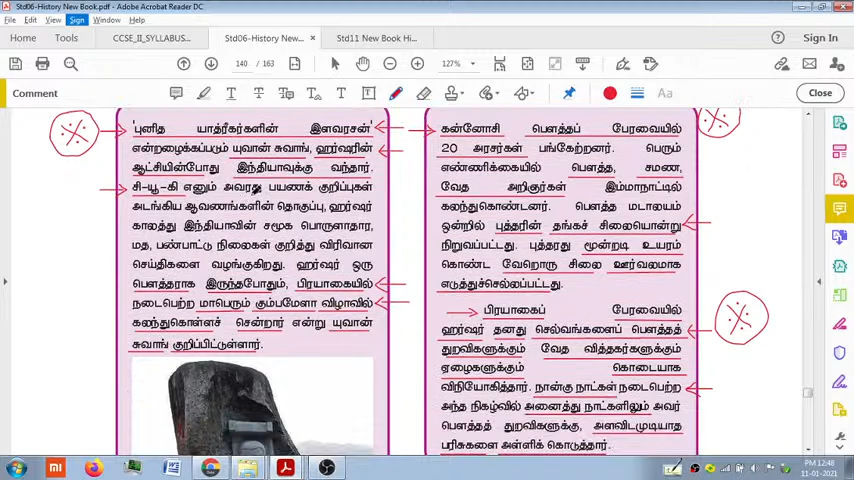 Std06-History New Book.pdf - Adobe Acrobat Reader DC
File Edit View Sign Window Help
Home Tools CCSE_II_SYLLABUS... Std06-History New... × Std11 New Book Hi... Sign In
140 / 163 127%
Comment Aa Close
'புனித யாத்ரீகர்களின் இளவரசன்'
என்றழைக்கப்படும் யுவான் சுவாங், ஹர்ஷரின்
ஆட்சியின்போது இந்தியாவுக்கு வந்தார்.
சி-யூ-கி எனும் அவரது பயணக் குறிப்புகள்
அடங்கிய ஆவணங்களின் தொகுப்பு, ஹர்ஷர்
காலத்து இந்தியாவின் சமூக பொருளாதார,
மத, பண்பாட்டு நிலைகள் குறித்து விரிவான
செய்திகளை வழங்குகிறது. ஹர்ஷர் ஒரு
பௌத்தராக இருந்தபோதும், பிரயாகையில்
நடைபெற்ற மாபெரும் கும்பமேளா விழாவில்
கலந்துகொள்ளச் சென்றார் என்று யுவான்
சுவாங் குறிப்பிட்டுள்ளார்.
கன்னோசி பௌத்தப் பேரவையில்
20 அரசர்கள் பங்கேற்றனர். பெரும்
எண்ணிக்கையில் பௌத்த, சமண,
வேத அறிஞர்கள் இம்மாநாட்டில்
கலந்துகொண்டனர். பௌத்த மடாலயம்
ஒன்றில் புத்தரின் தங்கச் சிலையொன்று
நிறுவப்பட்டது. புத்தரது மூன்றடி உயரம்
கொண்ட வேறொரு சிலை ஊர்வலமாக
எடுத்துச்செல்லப்பட்டது.
பிரயாகைப் பேரவையில்
ஹர்ஷர் தனது செல்வங்களைப் பௌத்தத்
துறவிகளுக்கும் வேத வித்தகர்களுக்கும்
ஏழைகளுக்கும் கொடையாக
விநியோகித்தார். நான்கு நாட்கள் நடைபெற்ற
அந்த நிகழ்வில் அனைத்து நாட்களிலும் அவர்
பௌத்தத் துறவிகளுக்கு, அளவிடமுடியாத
பரிசுகளை அள்ளிக் கொடுத்தார்.
PM 12:48
11-01-2021